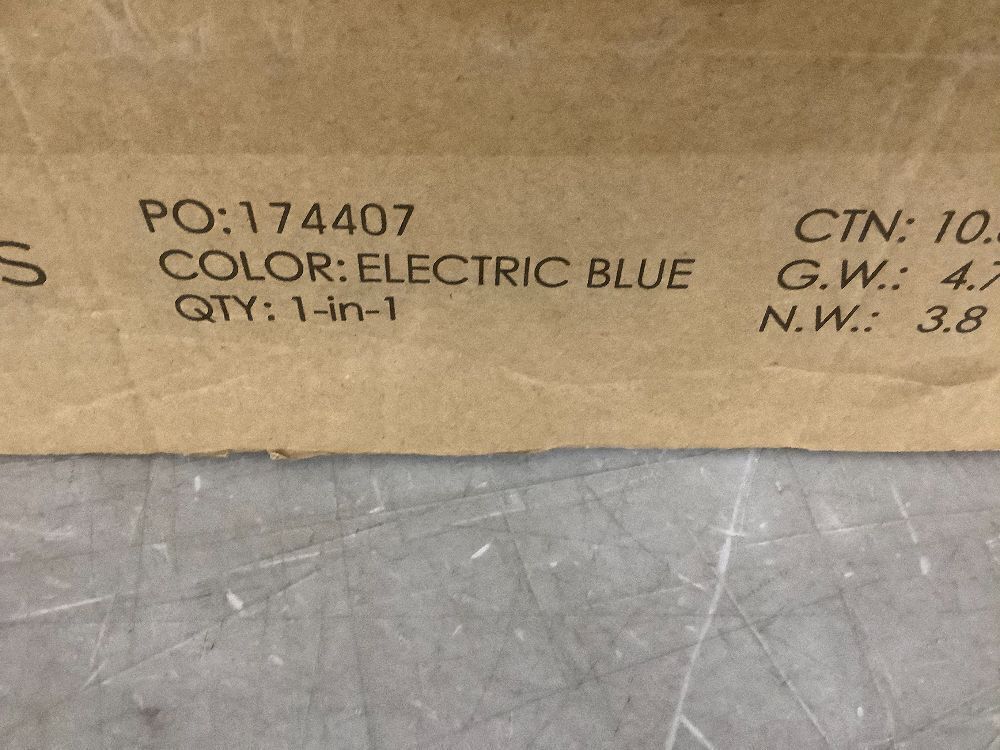 PO:174407
COLOR: ELECTRIC BLUE
QTY: 1-in-1
CTN: 10.
G.W.: 4.7
N.W.: 3.8